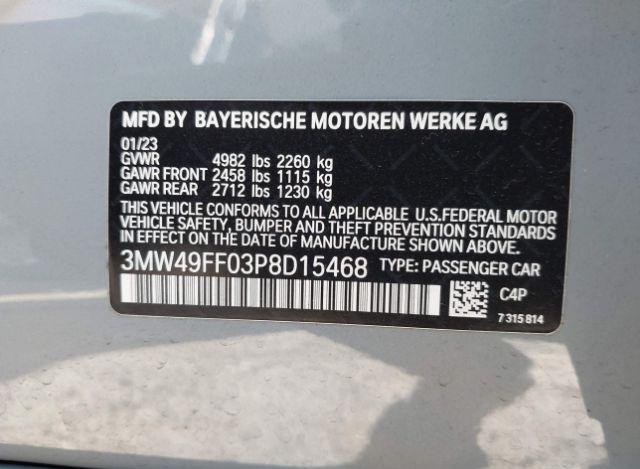 MFD BY BAYERISCHE MOTOREN WERKE AG
01/23
GVWR 4982 lbs 2260 kg
GAWR FRONT 2458 lbs 1115 kg
GAWR REAR 2712 lbs 1230 kg
THIS VEHICLE CONFORMS TO ALL APPLICABLE U.S.FEDERAL MOTOR
VEHICLE SAFETY, BUMPER AND THEFT PREVENTION STANDARDS
IN EFFECT ON THE DATE OF MANUFACTURE SHOWN ABOVE.
3MW49FF03P8D15468 TYPE: PASSENGER CAR
C4P
7 315 814